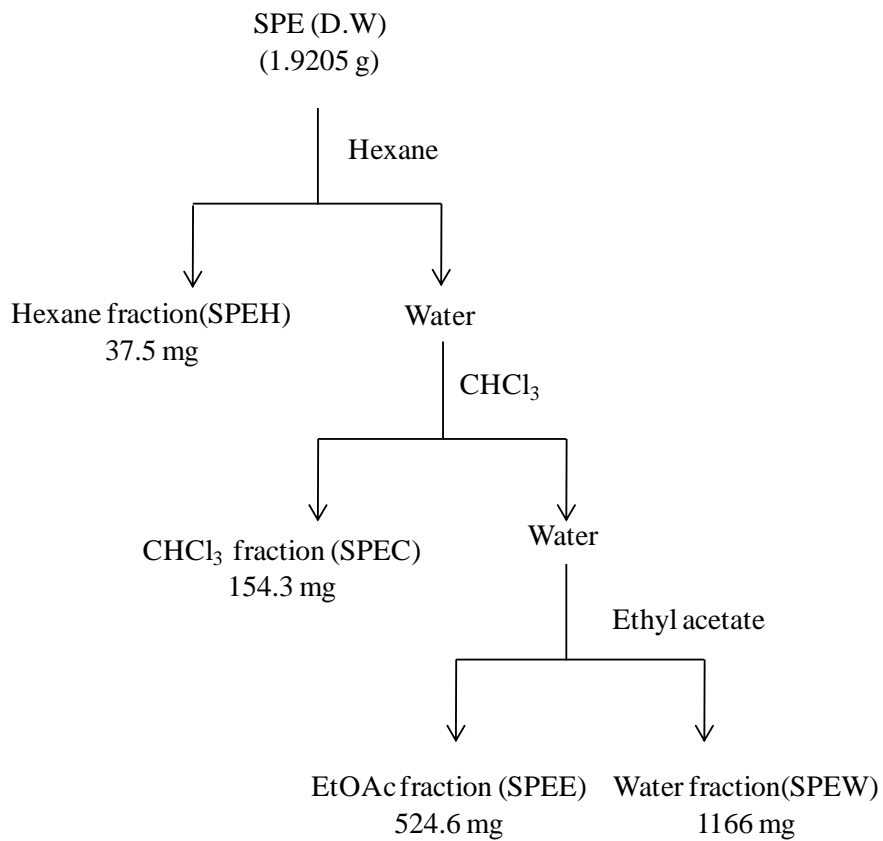 SPE (D.W)
(1.9205 g)
Hexane
Hexane fraction(SPEH)
37.5 mg
Water
CHCl₃
CHCl₃ fraction (SPEC)
154.3 mg
Water
Ethyl acetate
EtOAc fraction (SPEE)
524.6 mg
Water fraction(SPEW)
1166 mg